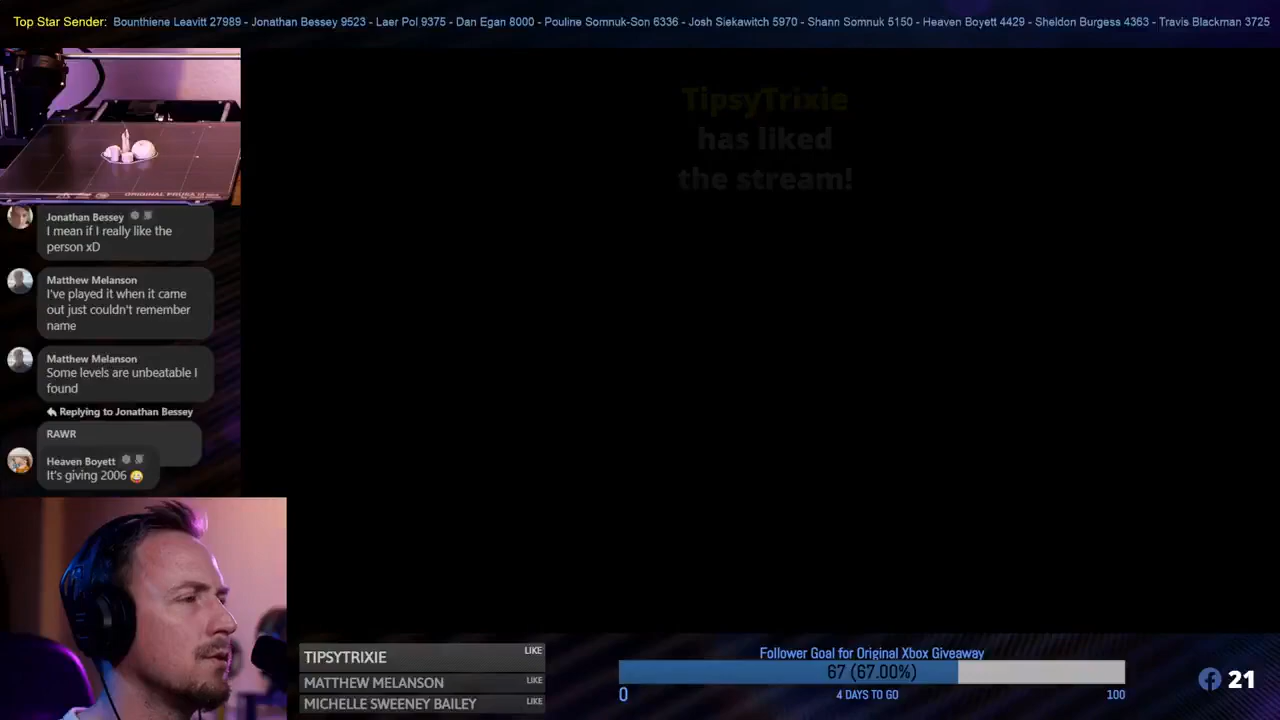 Top Star Sender: Bounthiene Leavitt 27989 - Jonathan Bessey 9523 - Laer Pol 9375 - Dan Egan 8000 - Pouline Somnuk-Son 6336 - Josh Siekawitch 5970 - Shann Somnuk 5150 - Heaven Boyett 4429 - Sheldon Burgess 4363 - Travis Blackman 3725
TipsyTrixie
has liked
the stream!
ORIGINAL PRUSA
Jonathan Bessey
I mean if I really like the
person xD
Matthew Melanson
I've played it when it came
out just couldn't remember
name
Matthew Melanson
Some levels are unbeatable I
found
Replying to Jonathan Bessey
RAWR
Heaven Boyett
It's giving 2006 😜
TIPSYTRIXIE LIKE
MATTHEW MELANSON LIKE
MICHELLE SWEENEY BAILEY LIKE
Follower Goal for Original Xbox Giveaway
67 (67.00%)
0 4 DAYS TO GO 100
21